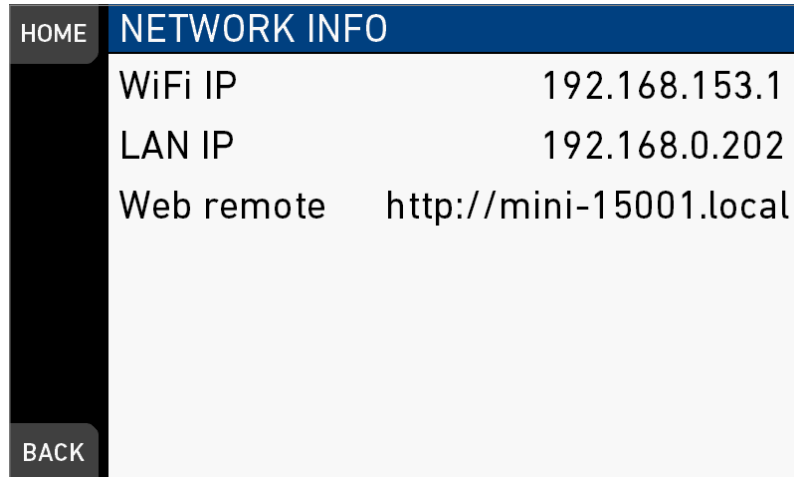 HOME NETWORK INFO
WiFi IP 192.168.153.1
LAN IP 192.168.0.202
Web remote http://mini-15001.local
BACK